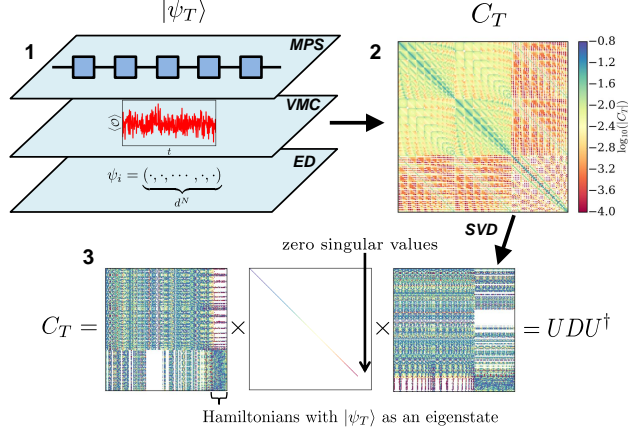 |ψ_T⟩
1
MPS
VMC
⟨𝒪⟩
t
ED
ψ_i = (·,·,⋯,·,·)
d^N
C_T
2
−0.8
−1.2
−1.6
−2.0
−2.4
−2.8
−3.2
−3.6
−4.0
log₁₀(|C_T|)
SVD
3
zero singular values
C_T = × × = UDU†
Hamiltonians with |ψ_T⟩ as an eigenstate